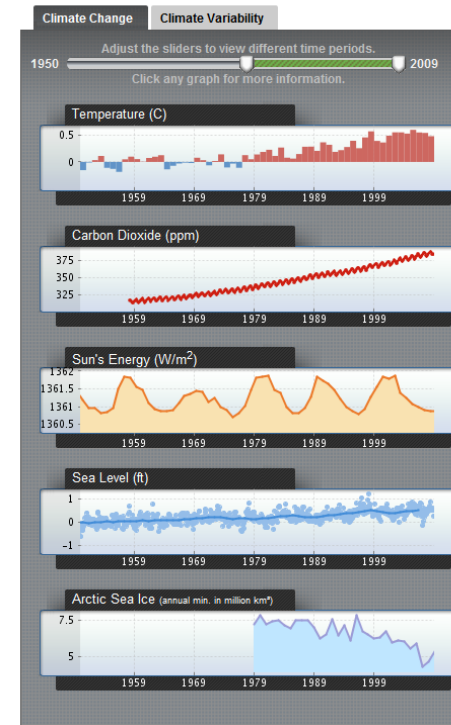 Climate Change Climate Variability
Adjust the sliders to view different time periods.
1950 2009
Click any graph for more information.
Temperature (C)
0.5
0
1959 1969 1979 1989 1999
Carbon Dioxide (ppm)
375
350
325
1959 1969 1979 1989 1999
Sun's Energy (W/m²)
1362
1361.5
1361
1360.5
1959 1969 1979 1989 1999
Sea Level (ft)
1
0
-1
1959 1969 1979 1989 1999
Arctic Sea Ice (annual min. in million km²)
7.5
5
1959 1969 1979 1989 1999